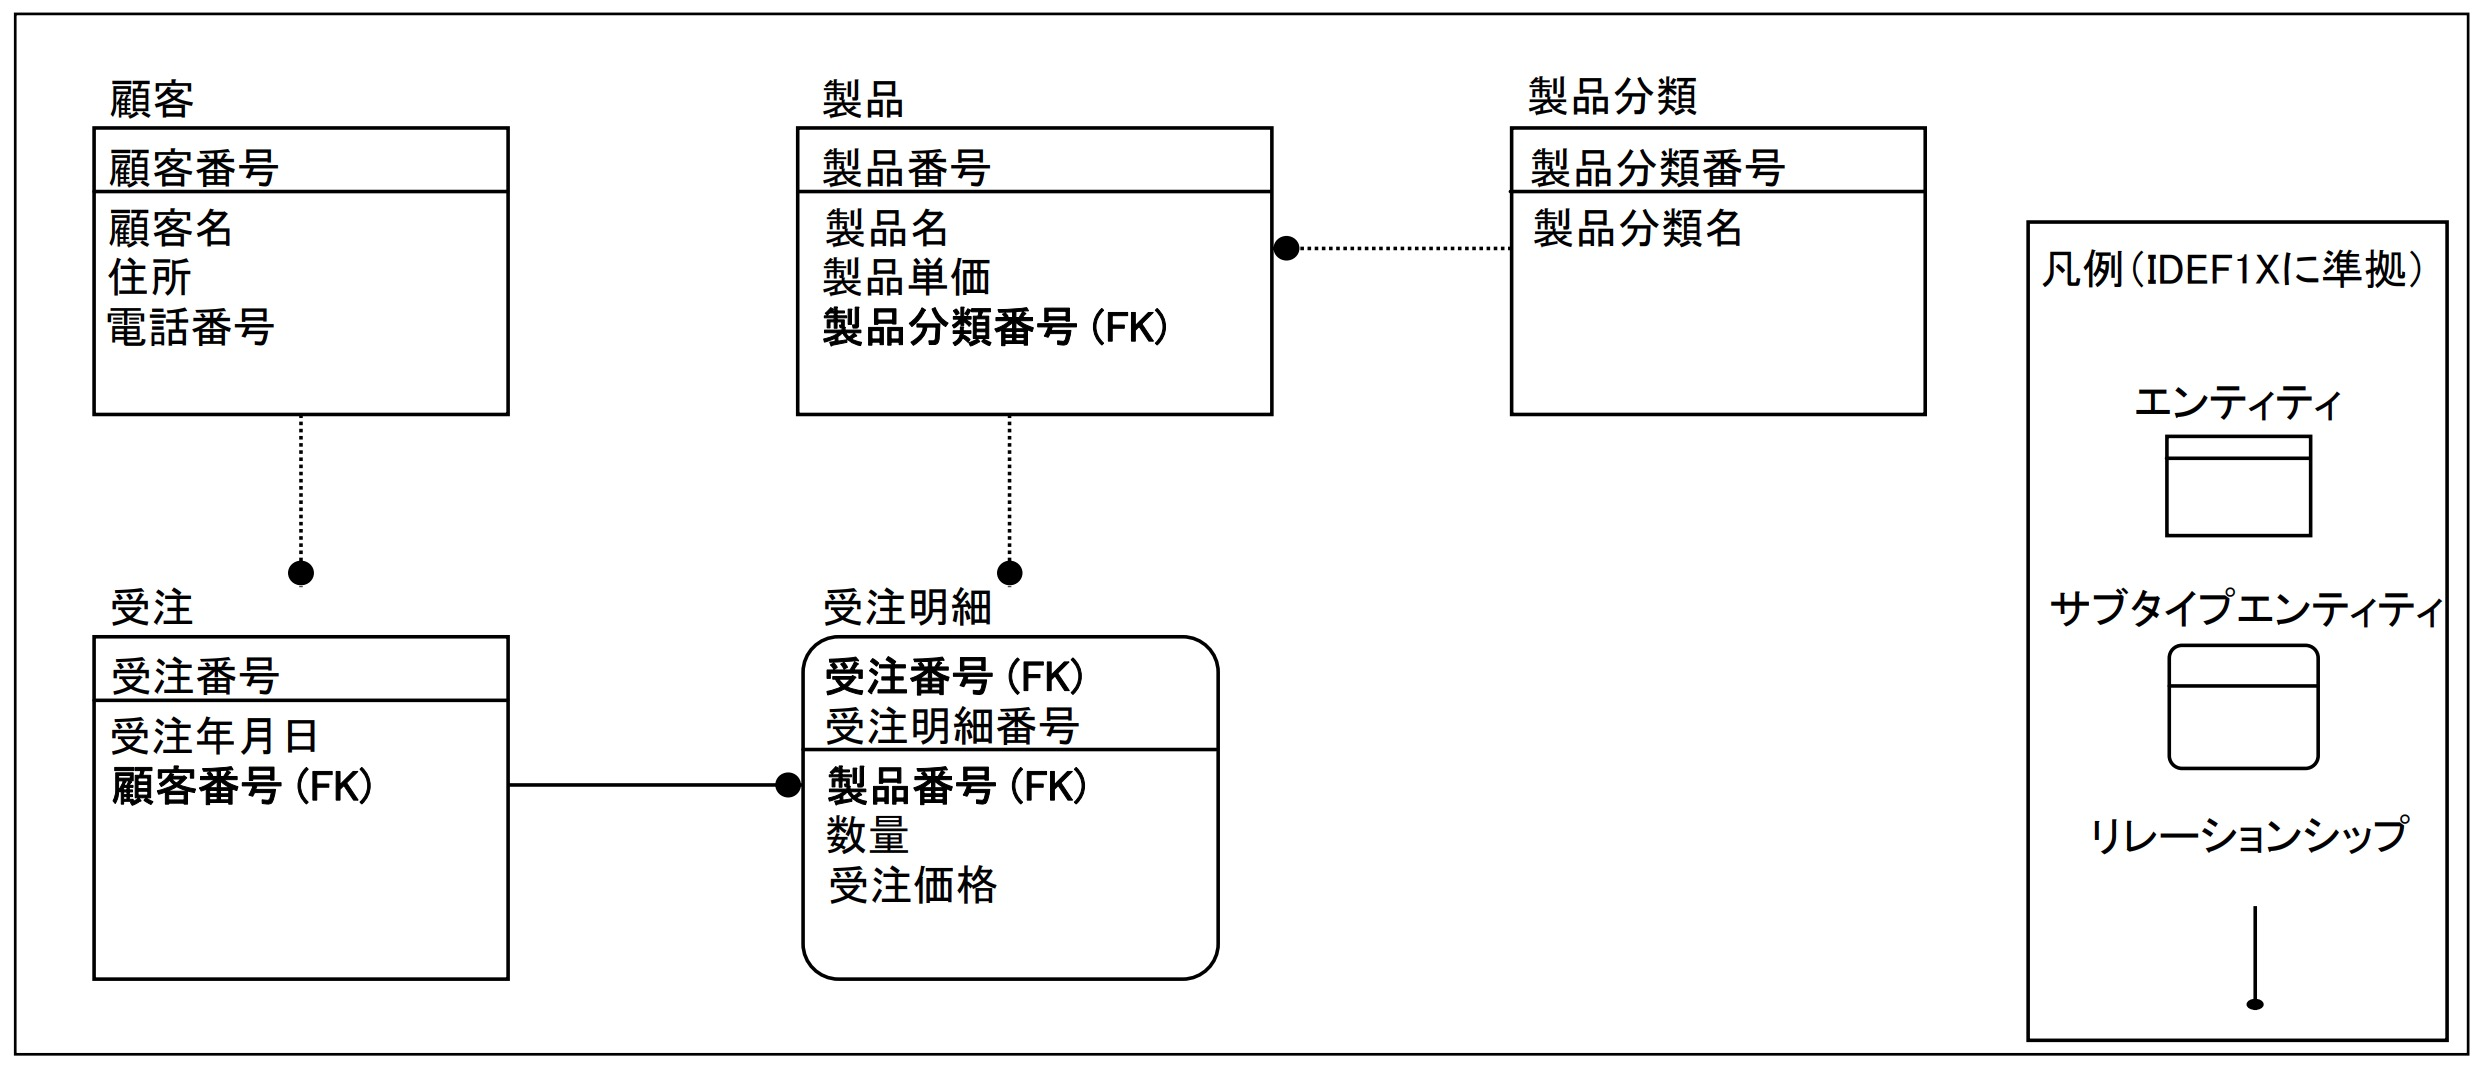 顧客
顧客番号
顧客名
住所
電話番号
製品
製品番号
製品名
製品単価
製品分類番号(FK)
製品分類
製品分類番号
製品分類名
受注
受注番号
受注年月日
顧客番号(FK)
受注明細
受注番号(FK)
受注明細番号
製品番号(FK)
数量
受注価格
凡例(IDEF1Xに準拠)
エンティティ
サブタイプエンティティ
リレーションシップ